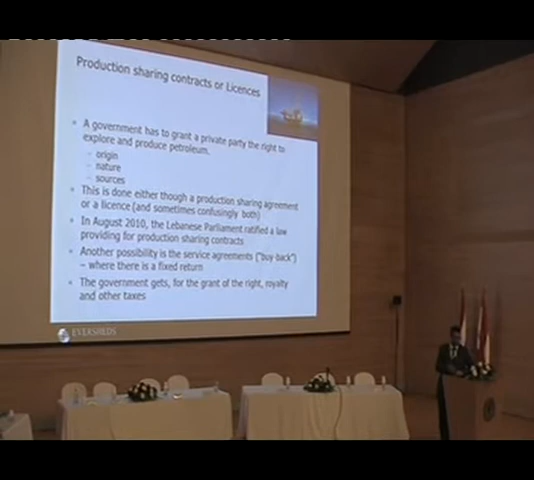 Production sharing contracts or Licences
A government has to grant a private party the right to
explore and produce petroleum.
– origin
– nature
– sources
This is done either though a production sharing agreement
or a licence (and sometimes confusingly both)
In August 2010, the Lebanese Parliament ratified a law
providing for production sharing contracts
Another possibility is the service agreements ("buy-back")
– where there is a fixed return
The government gets, for the grant of the right, royalty
and other taxes
EVERSHEDS